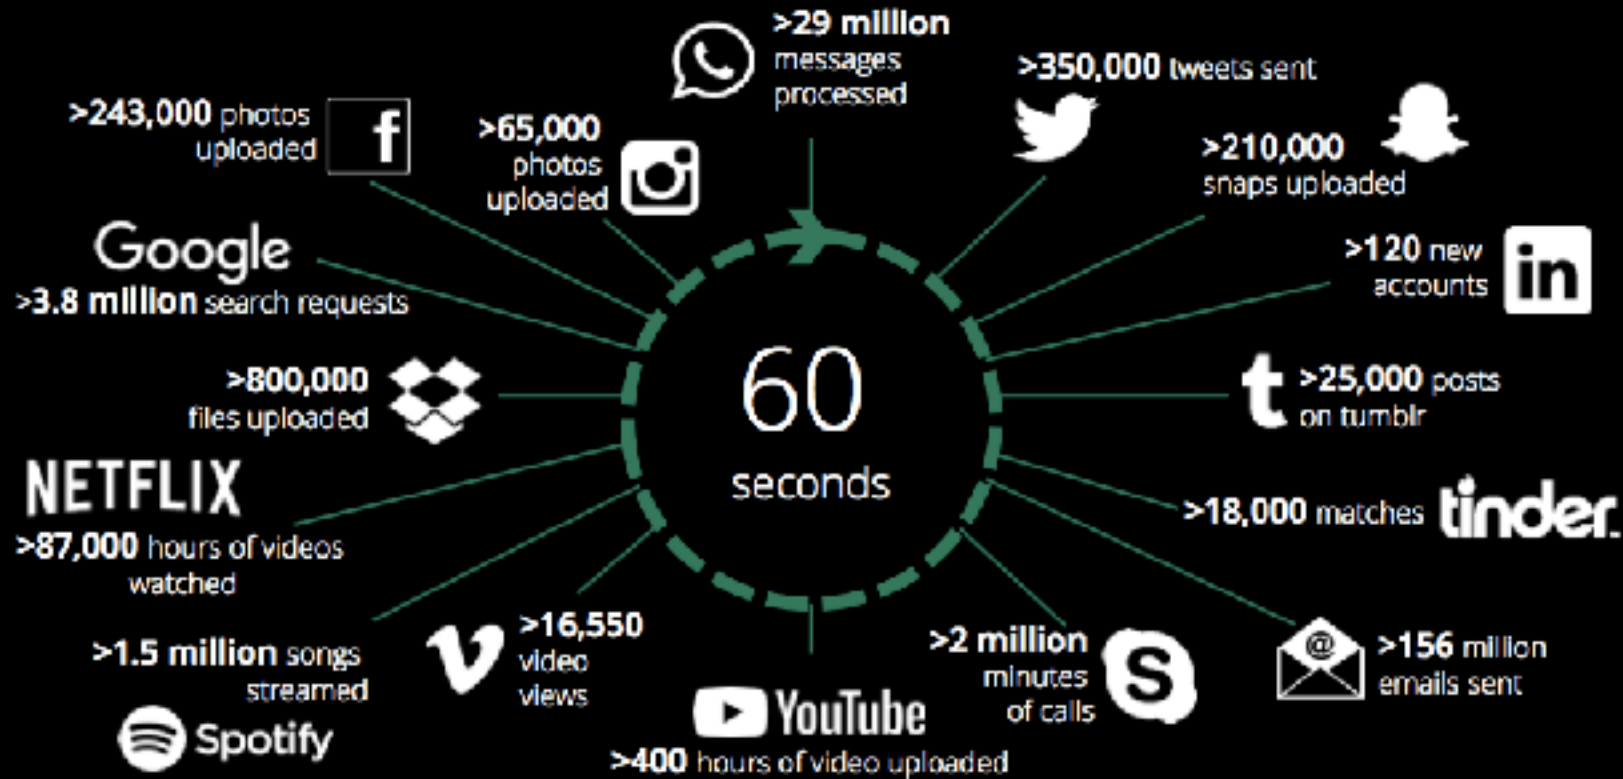 >29 million
messages
processed
>350,000 tweets sent
>210,000
snaps uploaded
>120 new
accounts
in
t
>25,000 posts
on tumblr
>18,000 matches
tinder
@
>156 million
emails sent
>2 million
minutes
of calls
S
YouTube
>400 hours of video uploaded
>16,550
video
views
>1.5 million songs
streamed
Spotify
NETFLIX
>87,000 hours of videos
watched
>800,000
files uploaded
Google
>3.8 million search requests
>243,000 photos
uploaded
f
>65,000
photos
uploaded
60
seconds